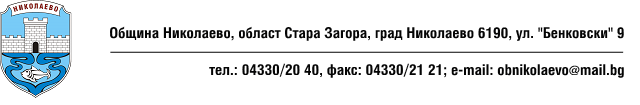 НИКОЛАЕВО
Община Николаево, област Стара Загора, град Николаево 6190, ул. "Бенковски" 9
тел.: 04330/20 40, факс: 04330/21 21; e-mail: obnikolaevo@mail.bg